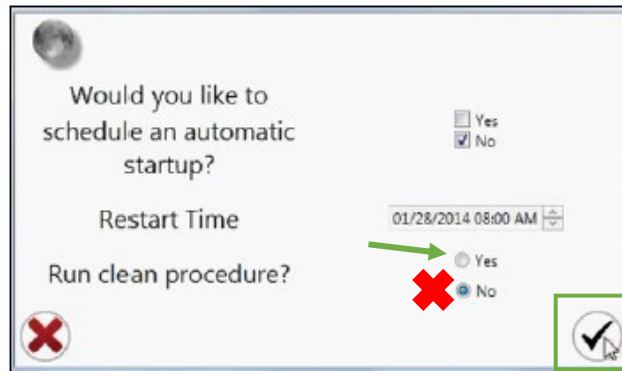 Would you like to
schedule an automatic
startup?
Yes
No
Restart Time
01/28/2014 08:00 AM
Run clean procedure?
Yes
No